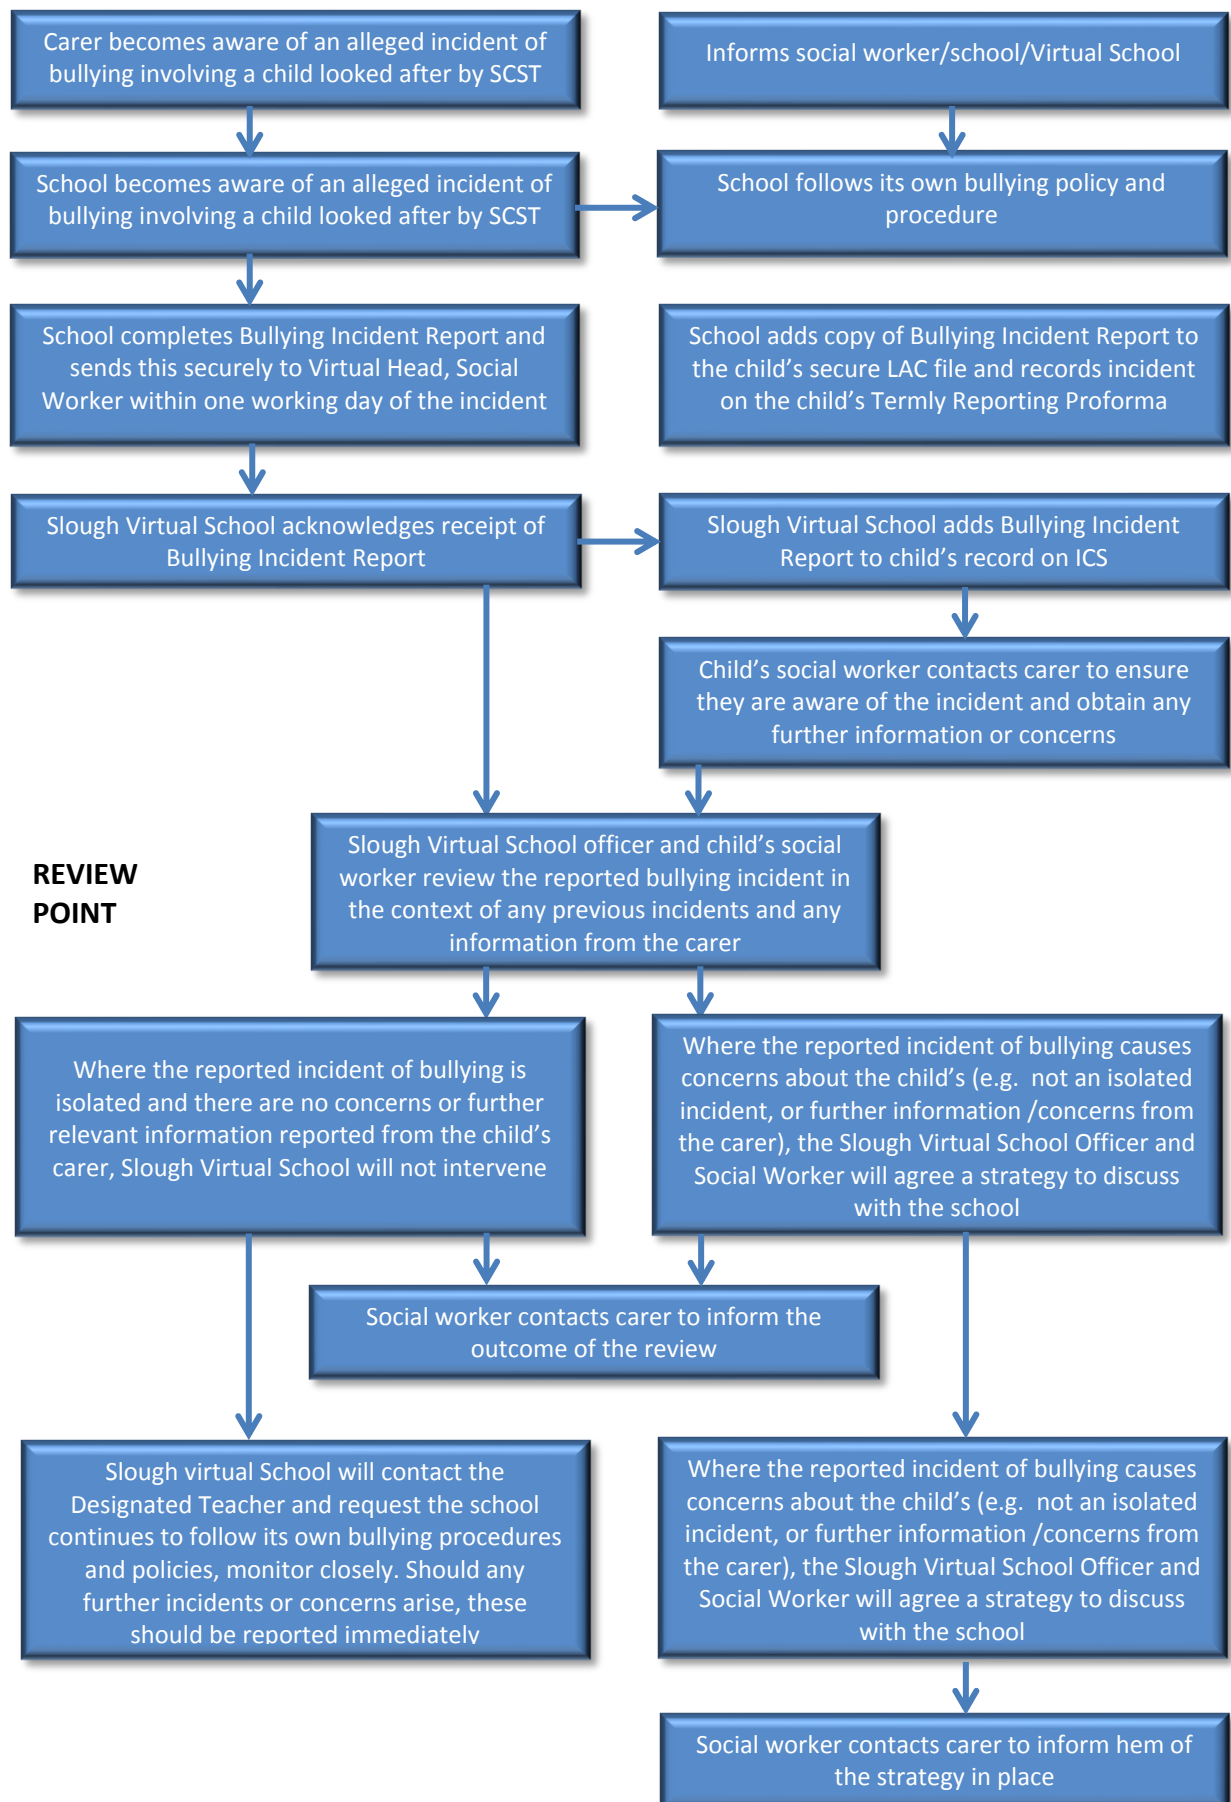 Carer becomes aware of an alleged incident of
bullying involving a child looked after by SCST
Informs social worker/school/Virtual School
School becomes aware of an alleged incident of
bullying involving a child looked after by SCST
School follows its own bullying policy and
procedure
School completes Bullying Incident Report and
sends this securely to Virtual Head, Social
Worker within one working day of the incident
School adds copy of Bullying Incident Report to
the child’s secure LAC file and records incident
on the child’s Termly Reporting Proforma
Slough Virtual School acknowledges receipt of
Bullying Incident Report
Slough Virtual School adds Bullying Incident
Report to child’s record on ICS
Child’s social worker contacts carer to ensure
they are aware of the incident and obtain any
further information or concerns
REVIEW
POINT
Slough Virtual School officer and child’s social
worker review the reported bullying incident in
the context of any previous incidents and any
information from the carer
Where the reported incident of bullying is
isolated and there are no concerns or further
relevant information reported from the child’s
carer, Slough Virtual School will not intervene
Where the reported incident of bullying causes
concerns about the child’s (e.g. not an isolated
incident, or further information /concerns from
the carer), the Slough Virtual School Officer and
Social Worker will agree a strategy to discuss
with the school
Social worker contacts carer to inform the
outcome of the review
Slough virtual School will contact the
Designated Teacher and request the school
continues to follow its own bullying procedures
and policies, monitor closely. Should any
further incidents or concerns arise, these
should be reported immediately
Where the reported incident of bullying causes
concerns about the child’s (e.g. not an isolated
incident, or further information /concerns from
the carer), the Slough Virtual School Officer and
Social Worker will agree a strategy to discuss
with the school
Social worker contacts carer to inform hem of
the strategy in place